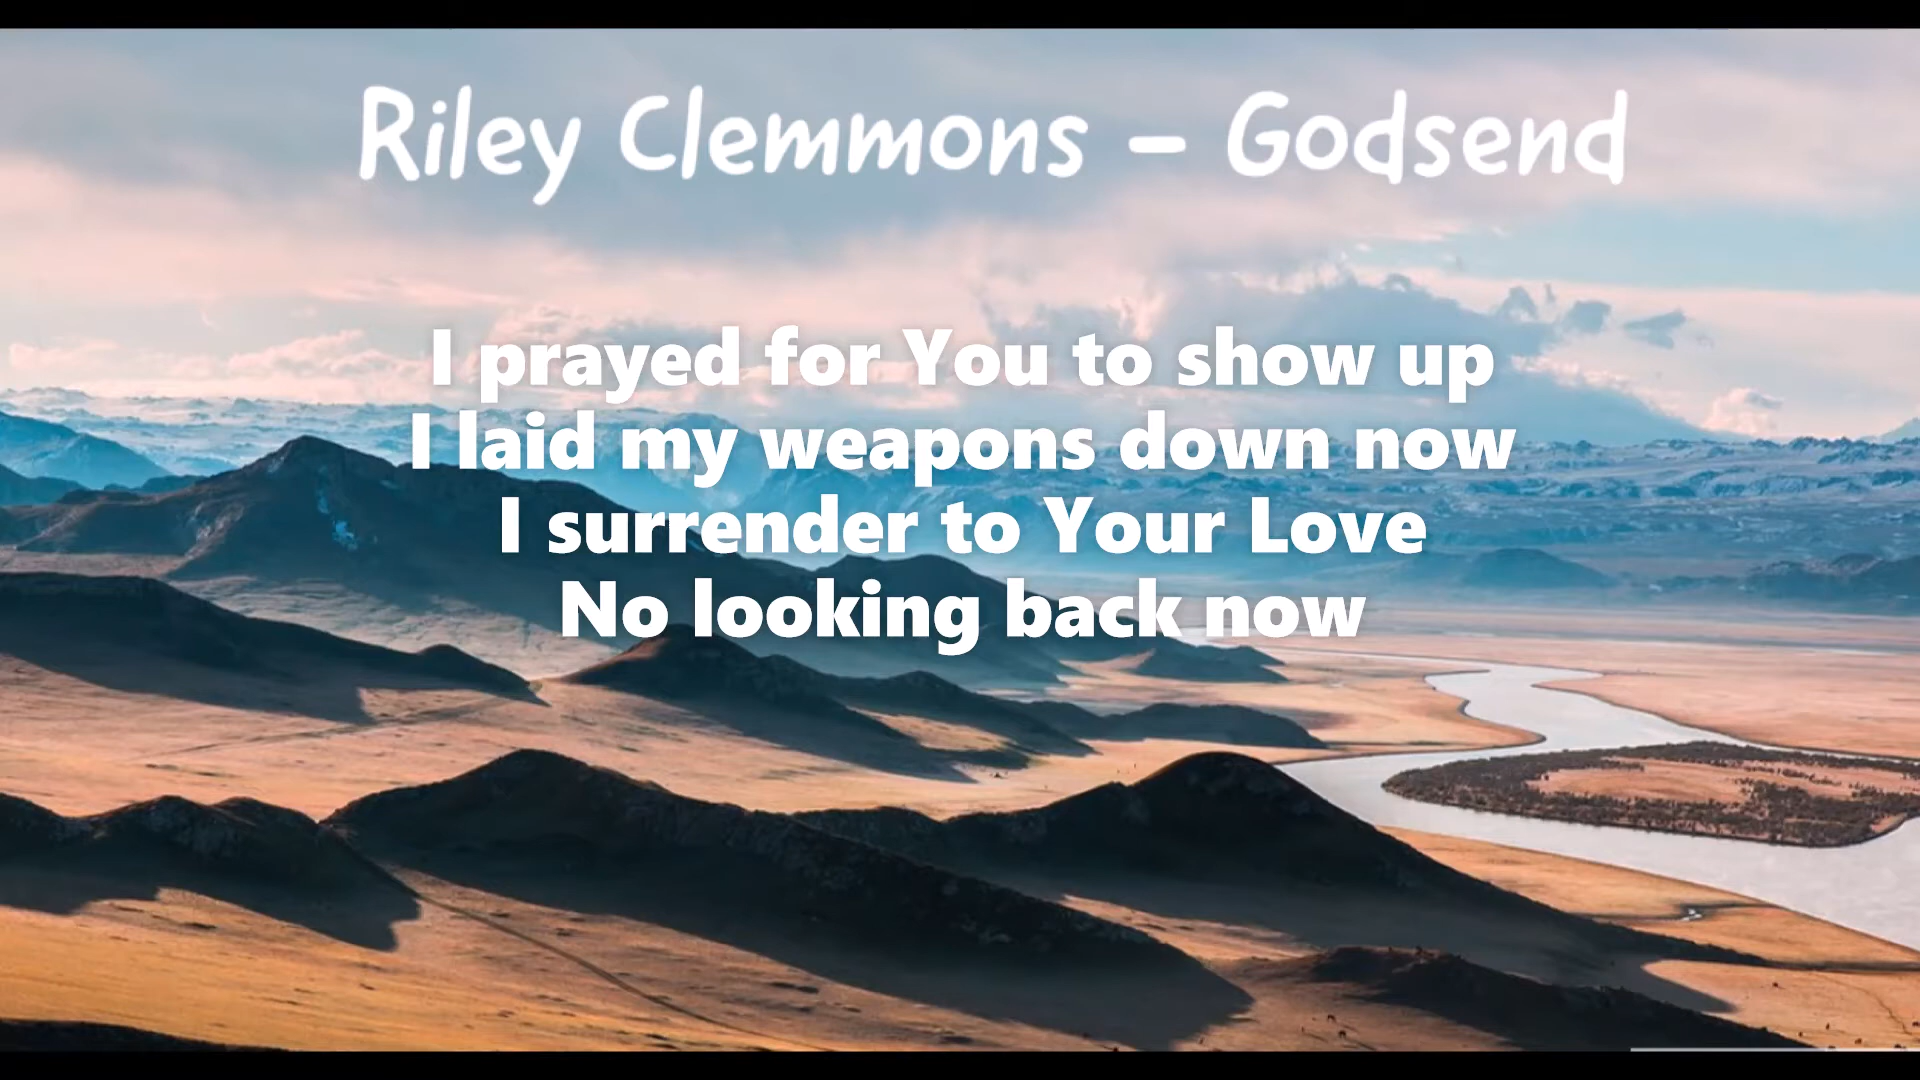 Riley Clemmons - Godsend
I prayed for You to show up
I laid my weapons down now
I surrender to Your Love
No looking back now